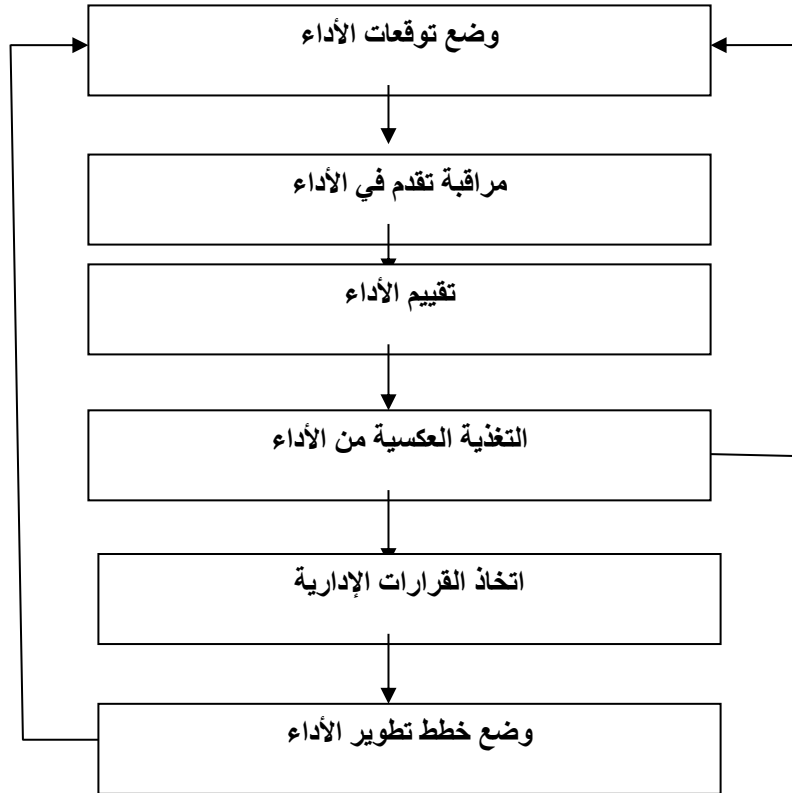 وضع توقعات الأداء
مراقبة تقدم في الأداء
تقييم الأداء
التغذية العكسية من الأداء
اتخاذ القرارات الإدارية
وضع خطط تطوير الأداء